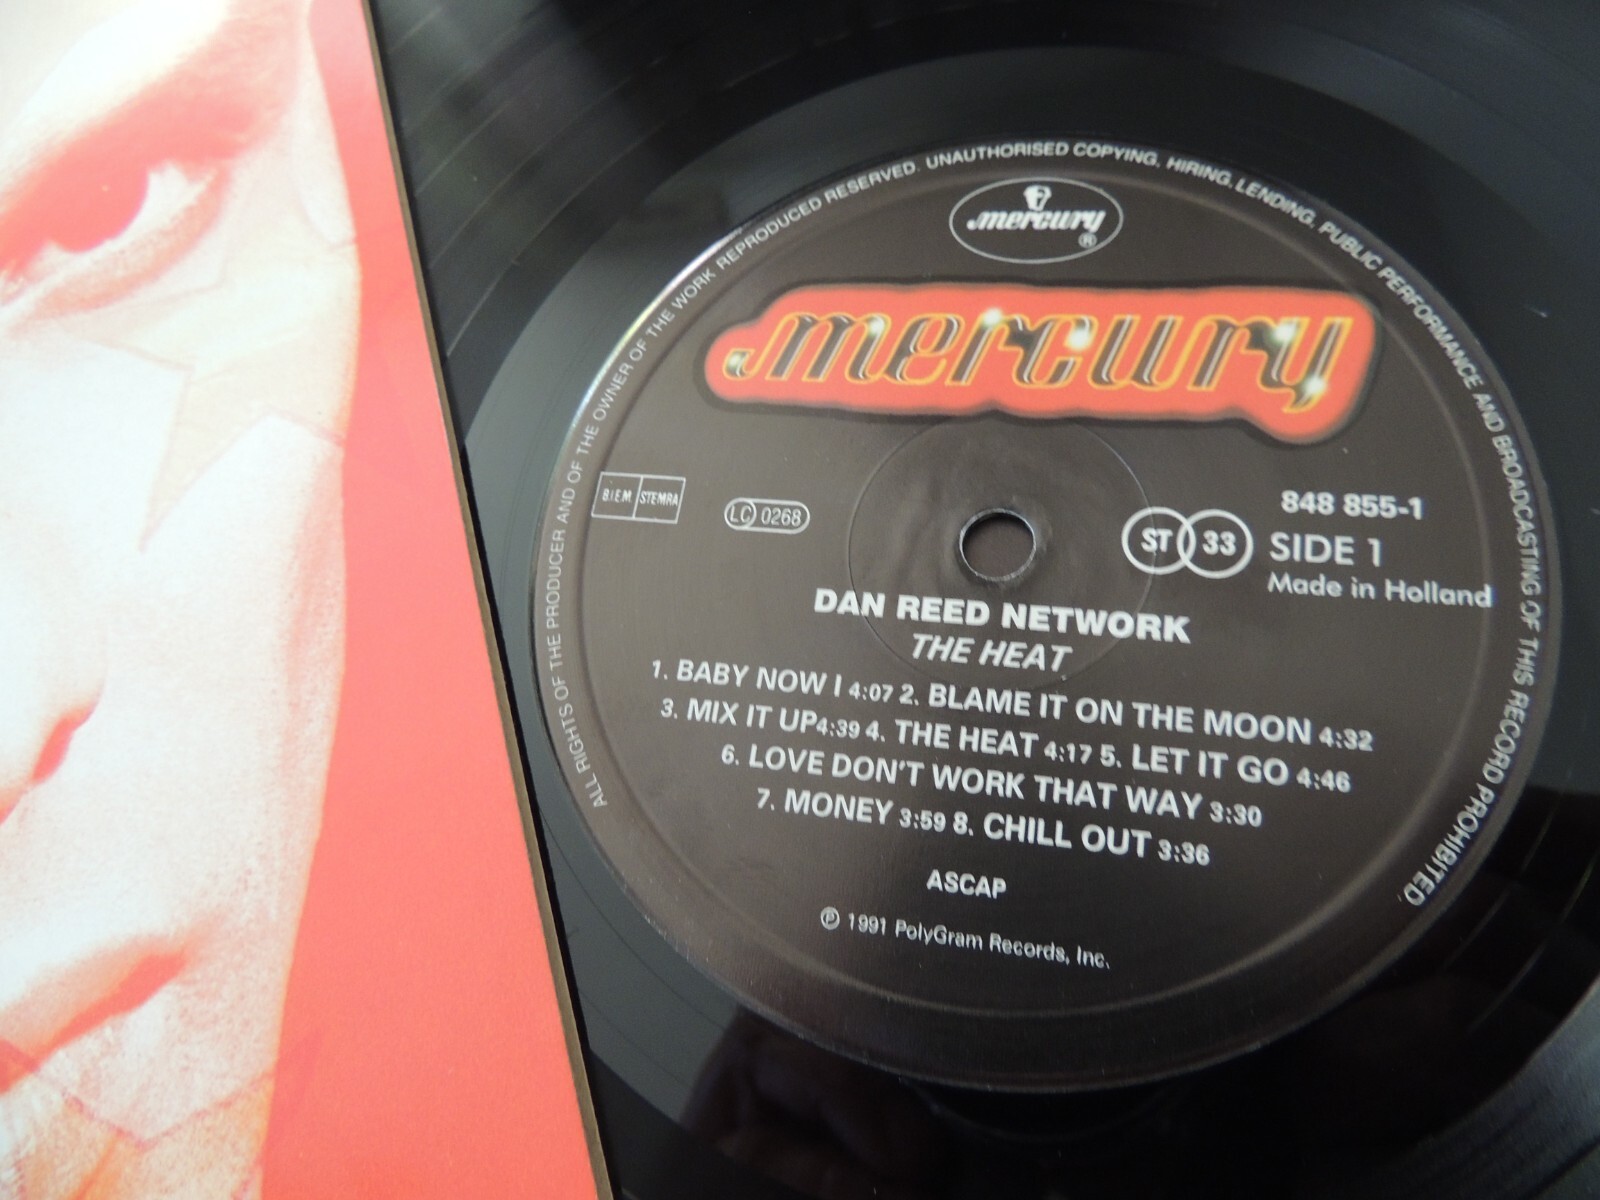 ALL RIGHTS OF THE PRODUCER AND OF THE OWNER OF THE WORK REPRODUCED RESERVED. UNAUTHORISED COPYING, HIRING, LENDING, PUBLIC PERFORMANCE AND BROADCASTING OF THIS RECORD PROHIBITED.
mercury ®
mercury
B.I.E.M. STEMRA
LC 0268
848 855-1
ST 33 SIDE 1
Made in Holland
DAN REED NETWORK
THE HEAT
1. BABY NOW I 4:07 2. BLAME IT ON THE MOON 4:32
3. MIX IT UP 4:39 4. THE HEAT 4:17 5. LET IT GO 4:46
6. LOVE DON'T WORK THAT WAY 3:30
7. MONEY 3:59 8. CHILL OUT 3:36
ASCAP
℗ 1991 PolyGram Records, Inc.